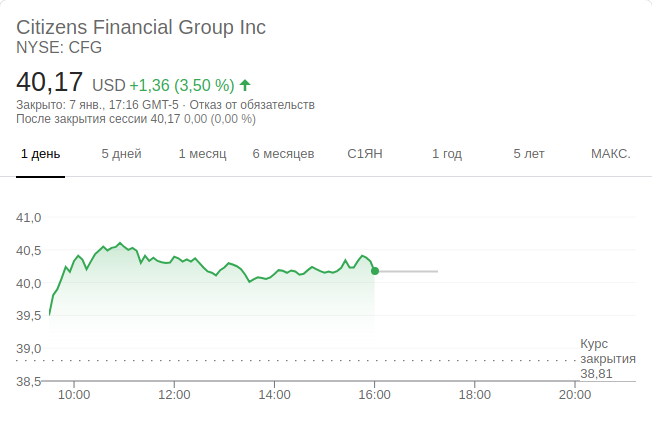 Citizens Financial Group Inc
NYSE: CFG
40,17 USD +1,36 (3,50 %)
Закрыто: 7 янв., 17:16 GMT-5 · Отказ от обязательств
После закрытия сессии 40,17 0,00 (0,00 %)
1 день 5 дней 1 месяц 6 месяцев С1ЯН 1 год 5 лет МАКС.
41,0
40,5
40,0
39,5
39,0
38,5
Курс
закрытия
38,81
10:00 12:00 14:00 16:00 18:00 20:00